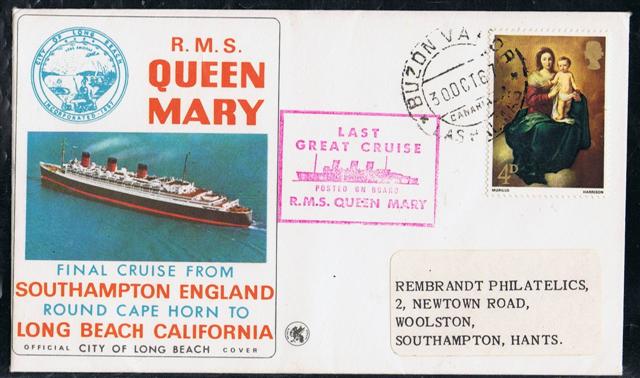 CITY OF LONG BEACH
INCORPORATED 1897
R.M.S.
QUEEN
MARY
FINAL CRUISE FROM
SOUTHAMPTON ENGLAND
ROUND CAPE HORN TO
LONG BEACH CALIFORNIA
OFFICIAL CITY OF LONG BEACH COVER
LAST
GREAT CRUISE
POSTED ON BOARD
R.M.S. QUEEN MARY
BUZON VAPOR
30 OCT 67
4D
MURILLO
HARRISON
REMBRANDT PHILATELICS,
2, NEWTOWN ROAD,
WOOLSTON,
SOUTHAMPTON, HANTS.